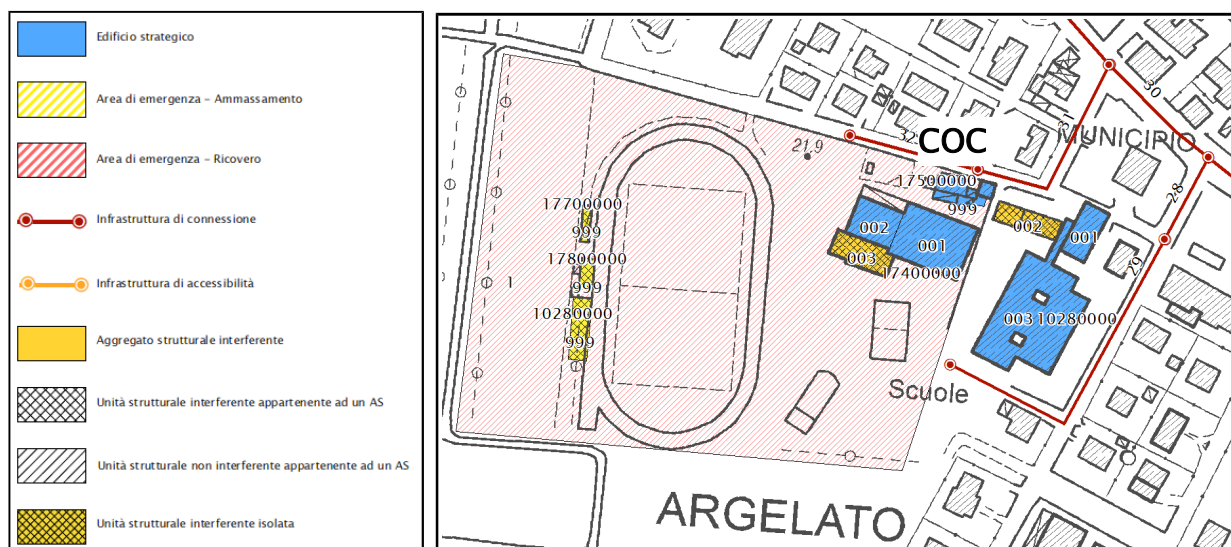 Edificio strategico
Area di emergenza - Ammassamento
Area di emergenza - Ricovero
Infrastruttura di connessione
Infrastruttura di accessibilità
Aggregato strutturale interferente
Unità strutturale interferente appartenente ad un AS
Unità strutturale non interferente appartenente ad un AS
Unità strutturale interferente isolata
30
31
32
COC
MUNICIPIO
21.9
17500000
999
28
17700000
999
002
001
002
001
003
17400000
29
17800000
999
1
10280000
999
003 10280000
Scuole
ARGELATO